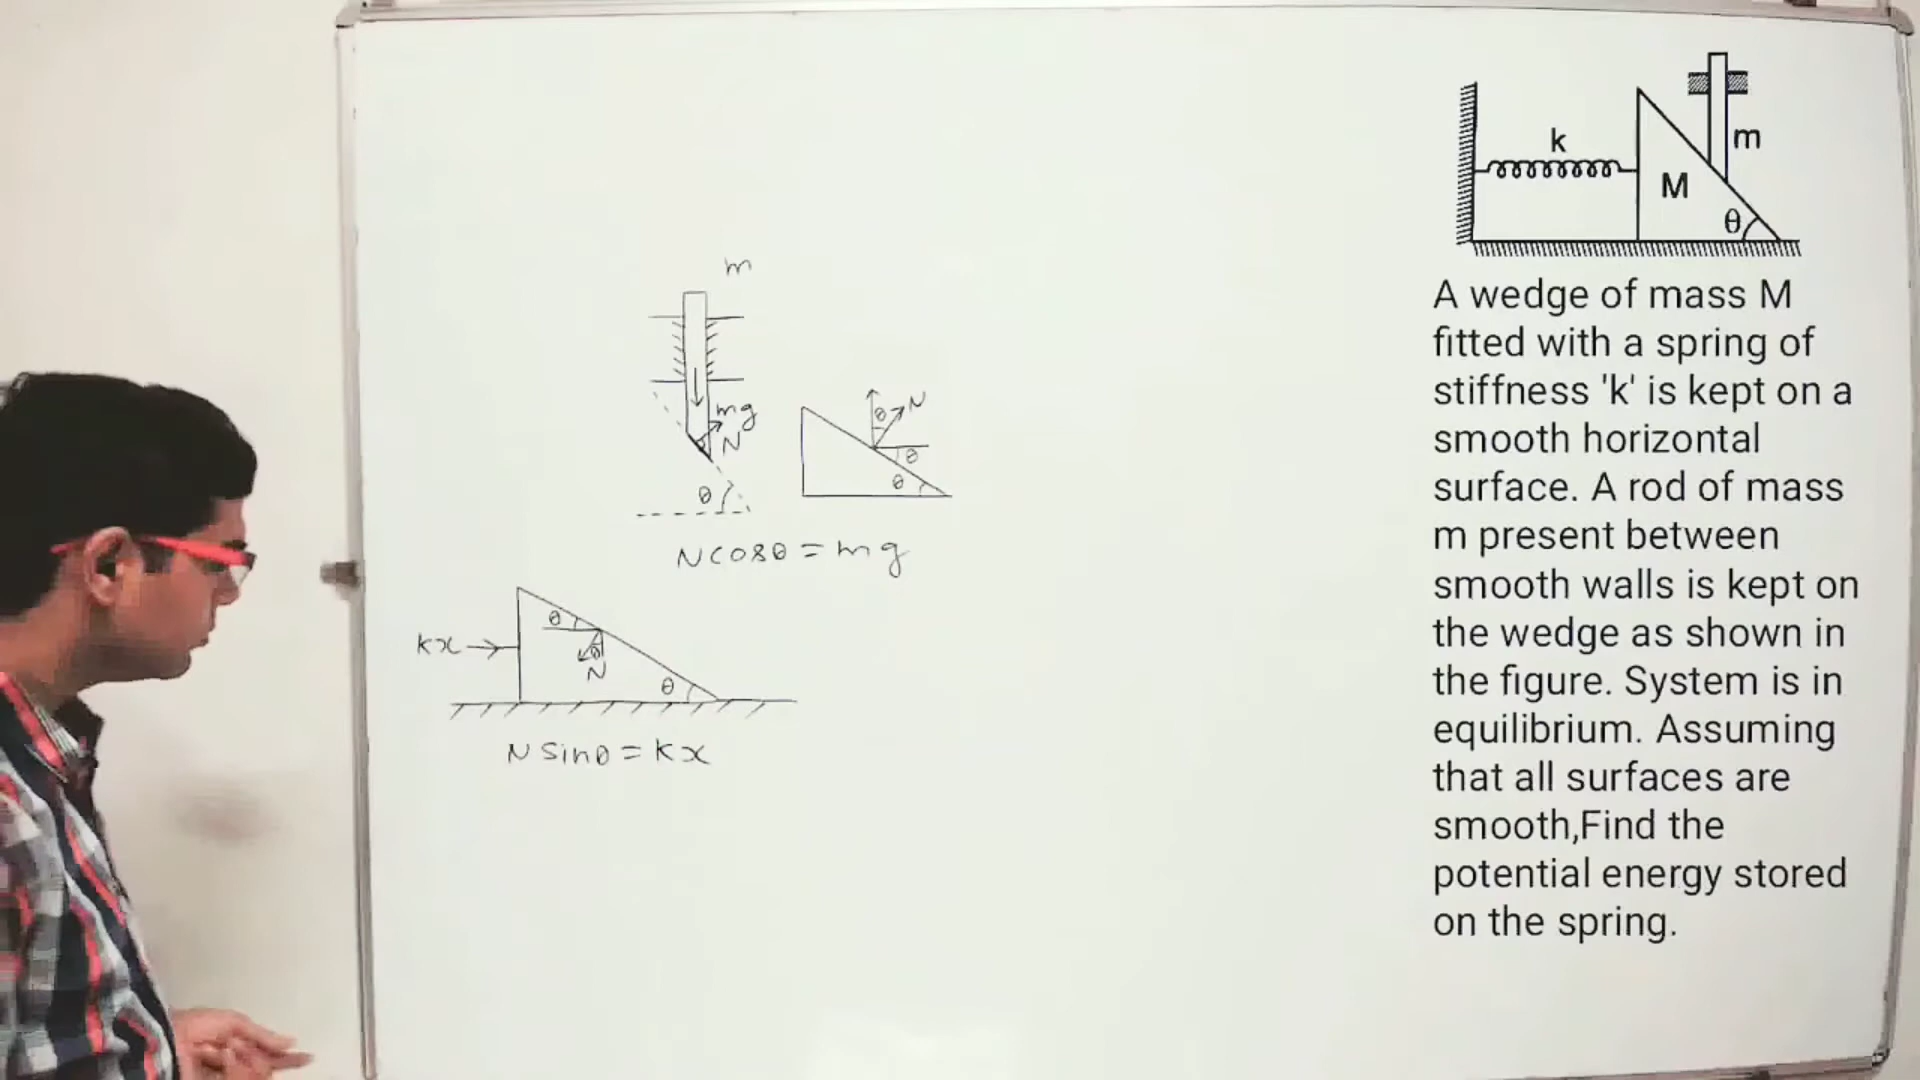 m
mg
N
θ
N
θ
θ
θ
N cos θ = mg
θ
kx
θ
N
θ
N sin θ = kx
k
m
M
θ
A wedge of mass M
fitted with a spring of
stiffness 'k' is kept on a
smooth horizontal
surface. A rod of mass
m present between
smooth walls is kept on
the wedge as shown in
the figure. System is in
equilibrium. Assuming
that all surfaces are
smooth,Find the
potential energy stored
on the spring.